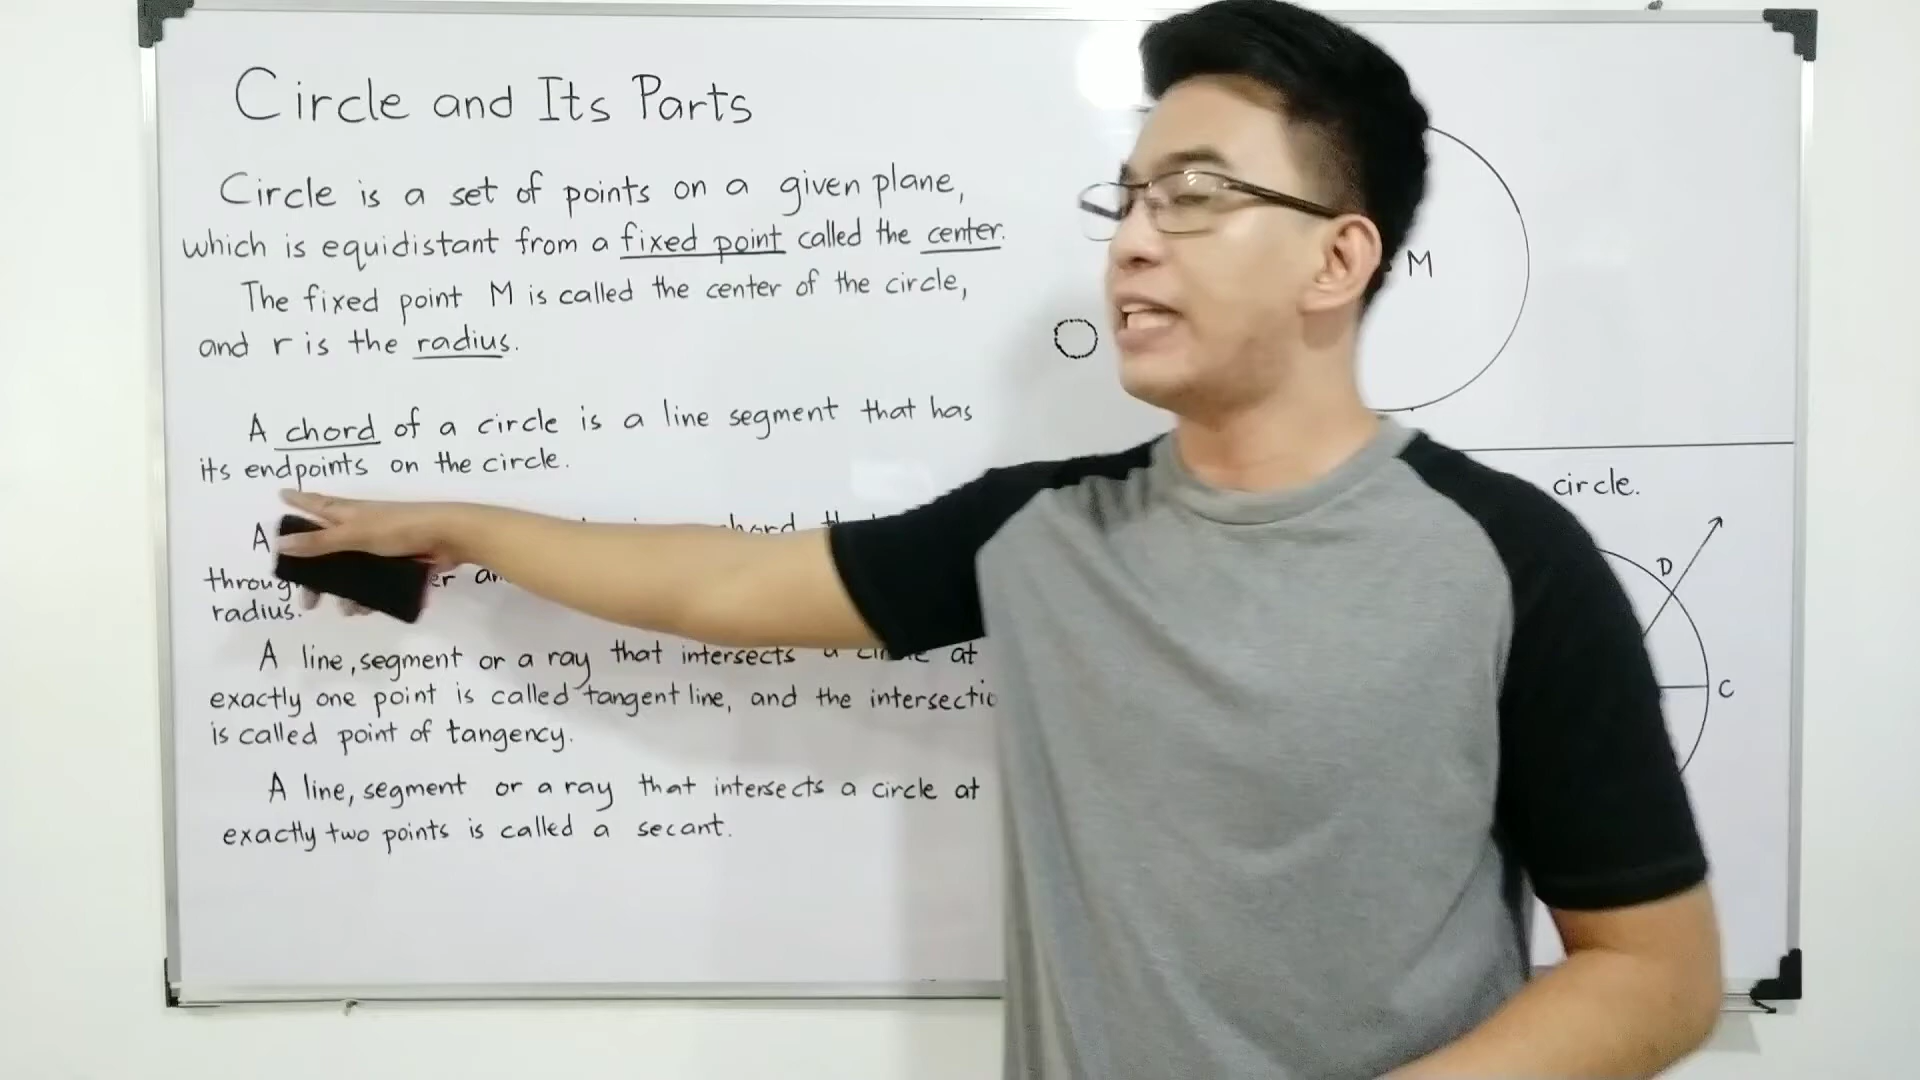 Circle and Its Parts
Circle is a set of points on a given plane,
which is equidistant from a fixed point called the center.
The fixed point M is called the center of the circle,
and r is the radius.
A chord of a circle is a line segment that has
its endpoints on the circle.
A chord
radius.
A line, segment or a ray that intersects a circle at
exactly one point is called tangent line, and the
is called point of tangency.
A line, segment or a ray that intersects a circle at
exactly two points is called a secant.
M
circle.
D
C